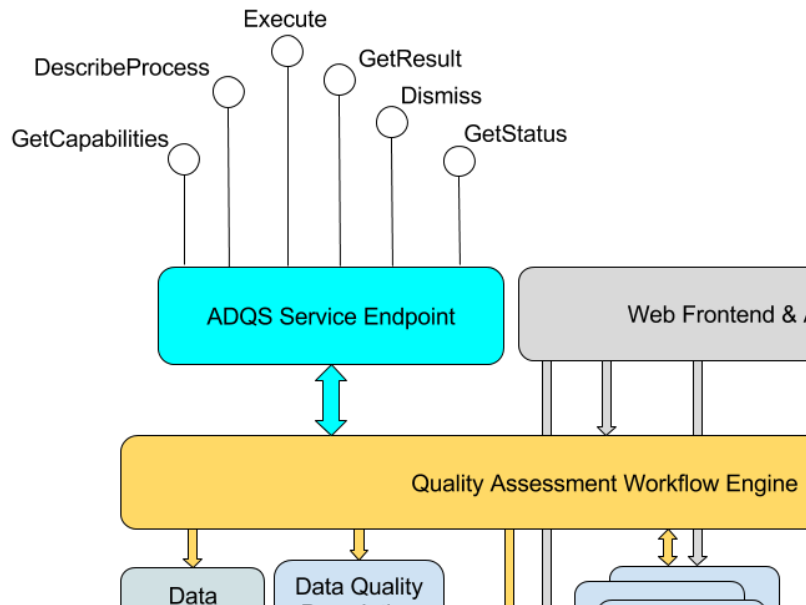 Execute
DescribeProcess
GetResult
Dismiss
GetCapabilities
GetStatus
ADQS Service Endpoint
Web Frontend &
Quality Assessment Workflow Engine
Data
Data Quality